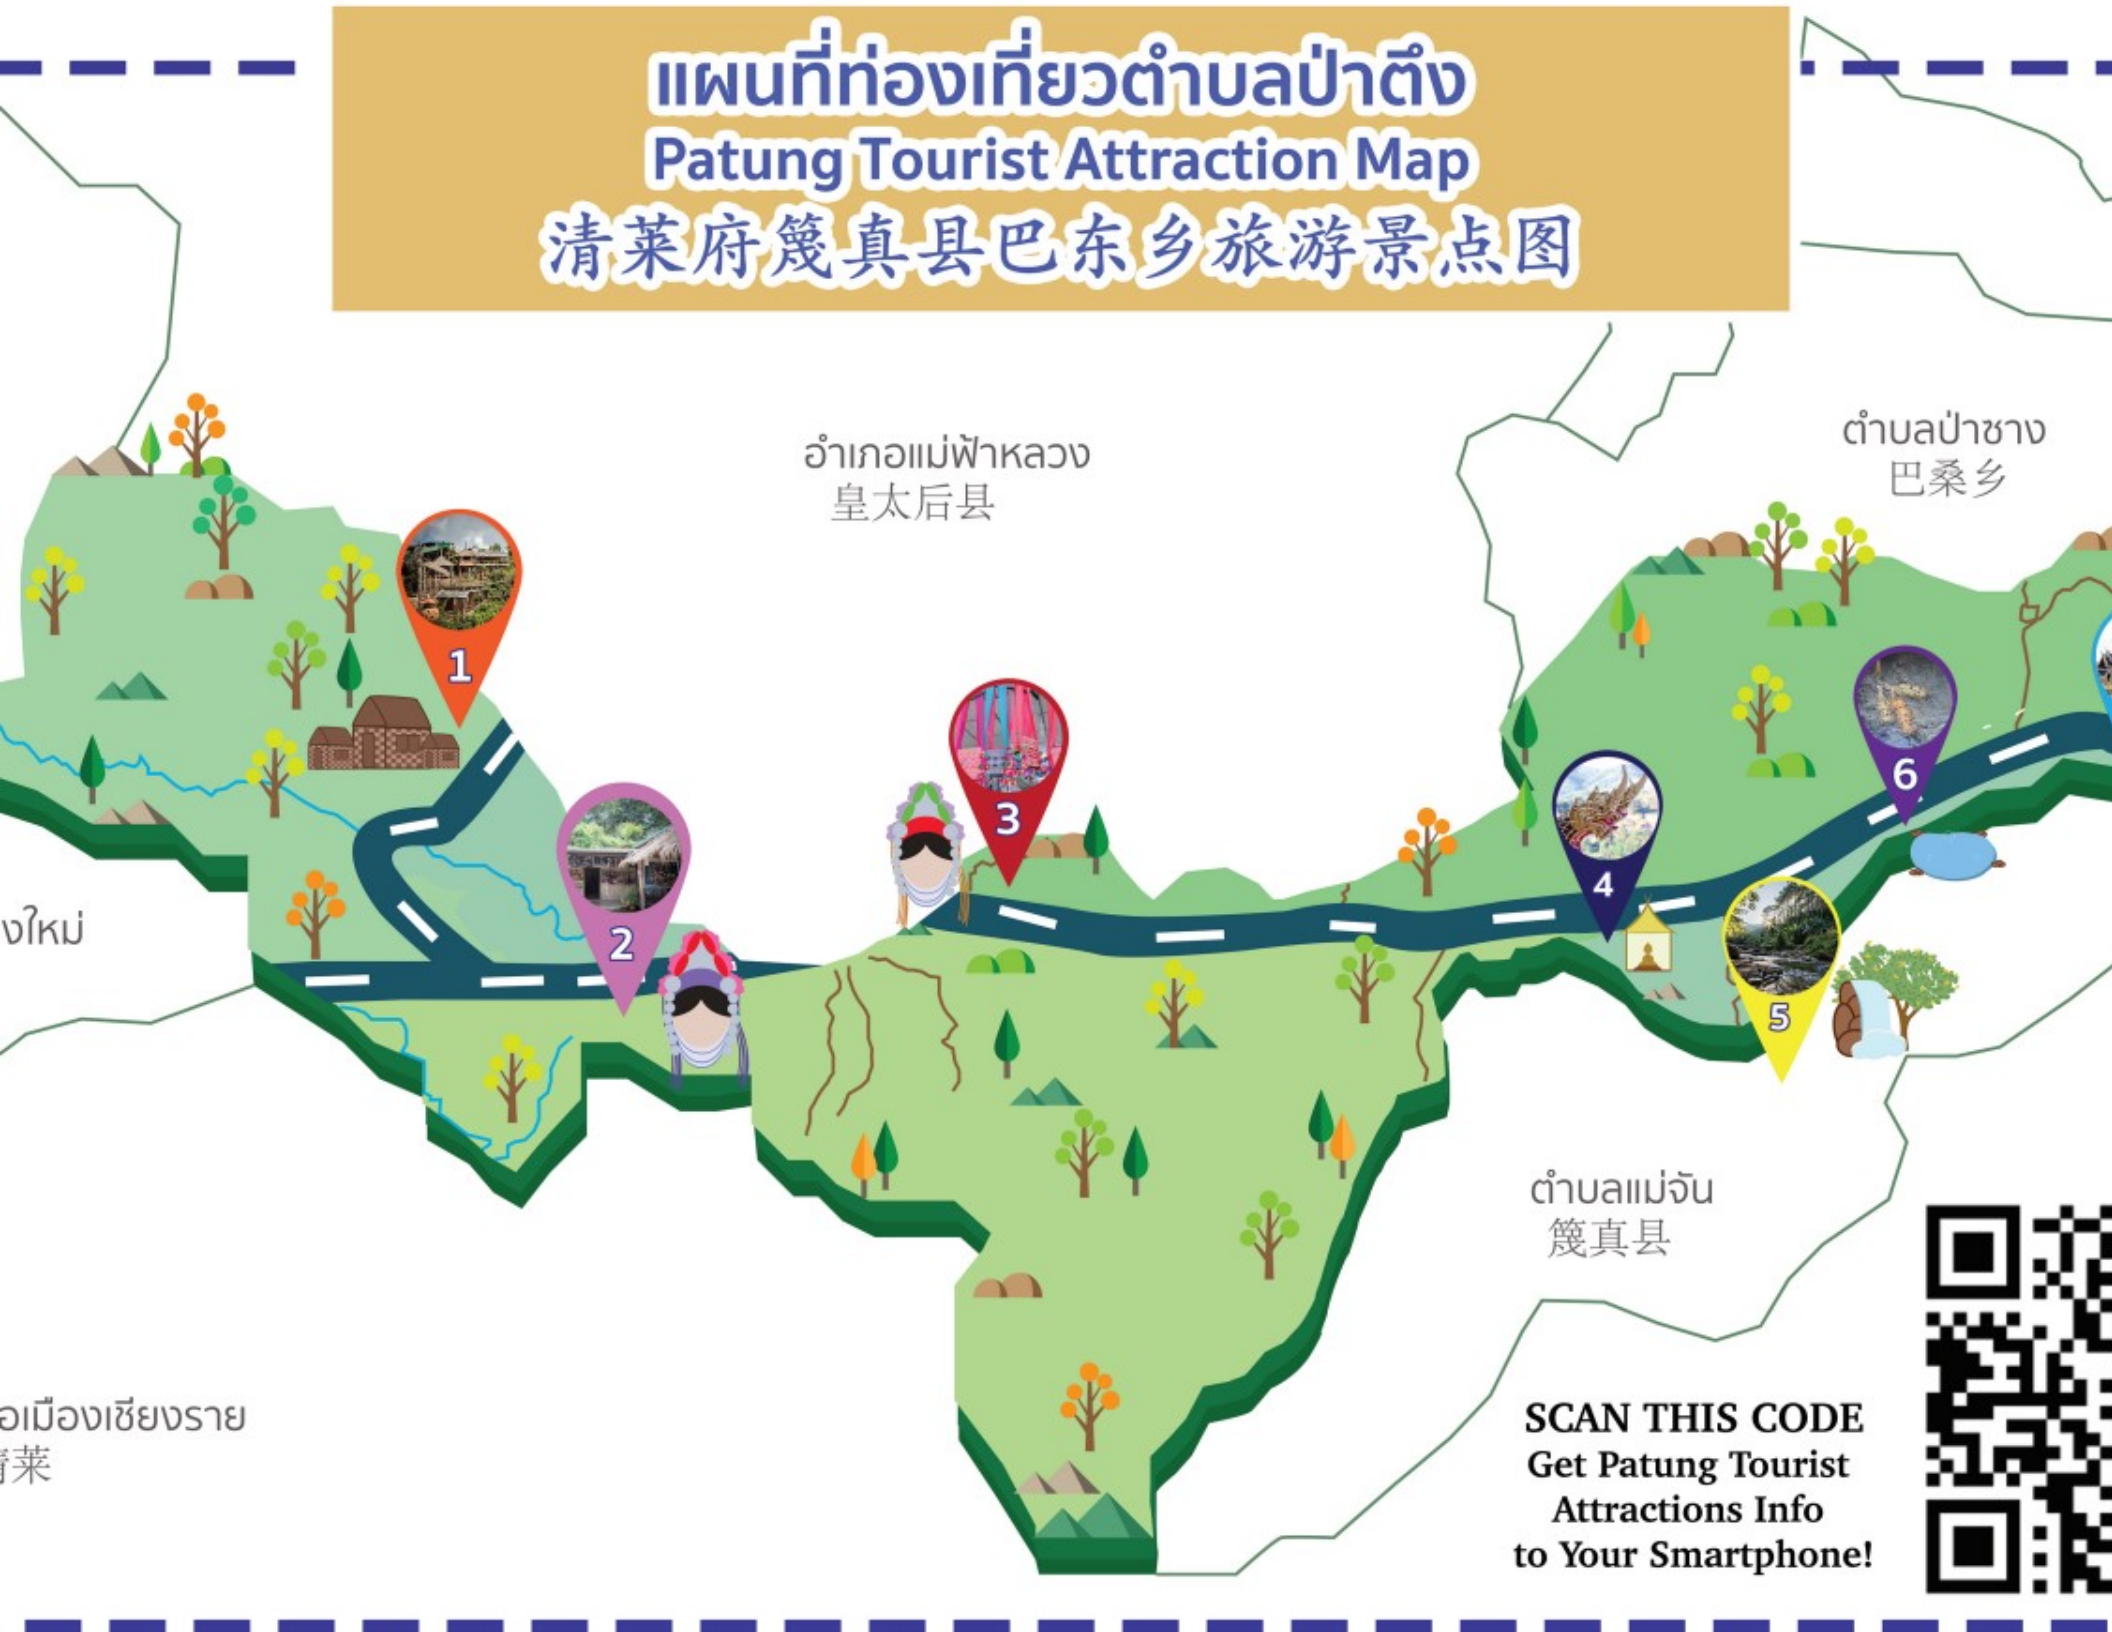 แผนที่ท่องเที่ยวตำบลป่าตึง
Patung Tourist Attraction Map
清莱府篾真县巴东乡旅游景点图
อำเภอแม่ฟ้าหลวง
皇太后县
ตำบลป่าซาง
巴桑乡
1
2
3
4
5
6
งใหม่
ตำบลแม่จัน
篾真县
อเมืองเชียงราย
清莱
SCAN THIS CODE
Get Patung Tourist
Attractions Info
to Your Smartphone!